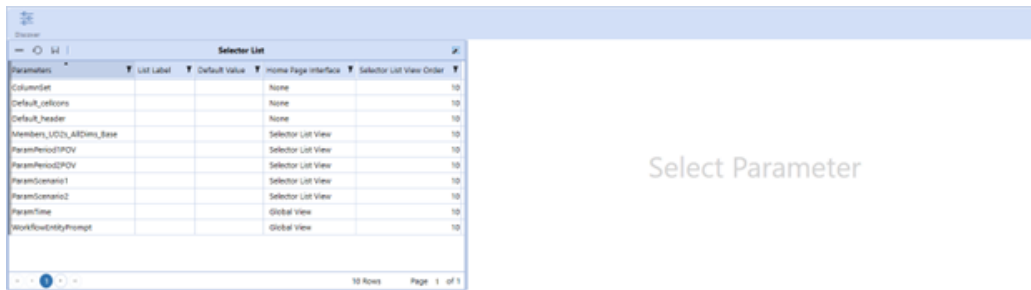 Discover
Selector List
Parameters List Label Default Value Home Page Interface Selector List View Order
ColumnSet None 10
Default_cellcons None 10
Default_header None 10
Members_UD2s_AllDims_Base Selector List View 10
ParamPeriod1POV Selector List View 10
ParamPeriod2POV Selector List View 10
ParamScenario1 Selector List View 10
ParamScenario2 Selector List View 10
ParamTime Global View 10
WorkflowEntityPrompt Global View 10
Select Parameter
1 10 Rows Page 1 of 1